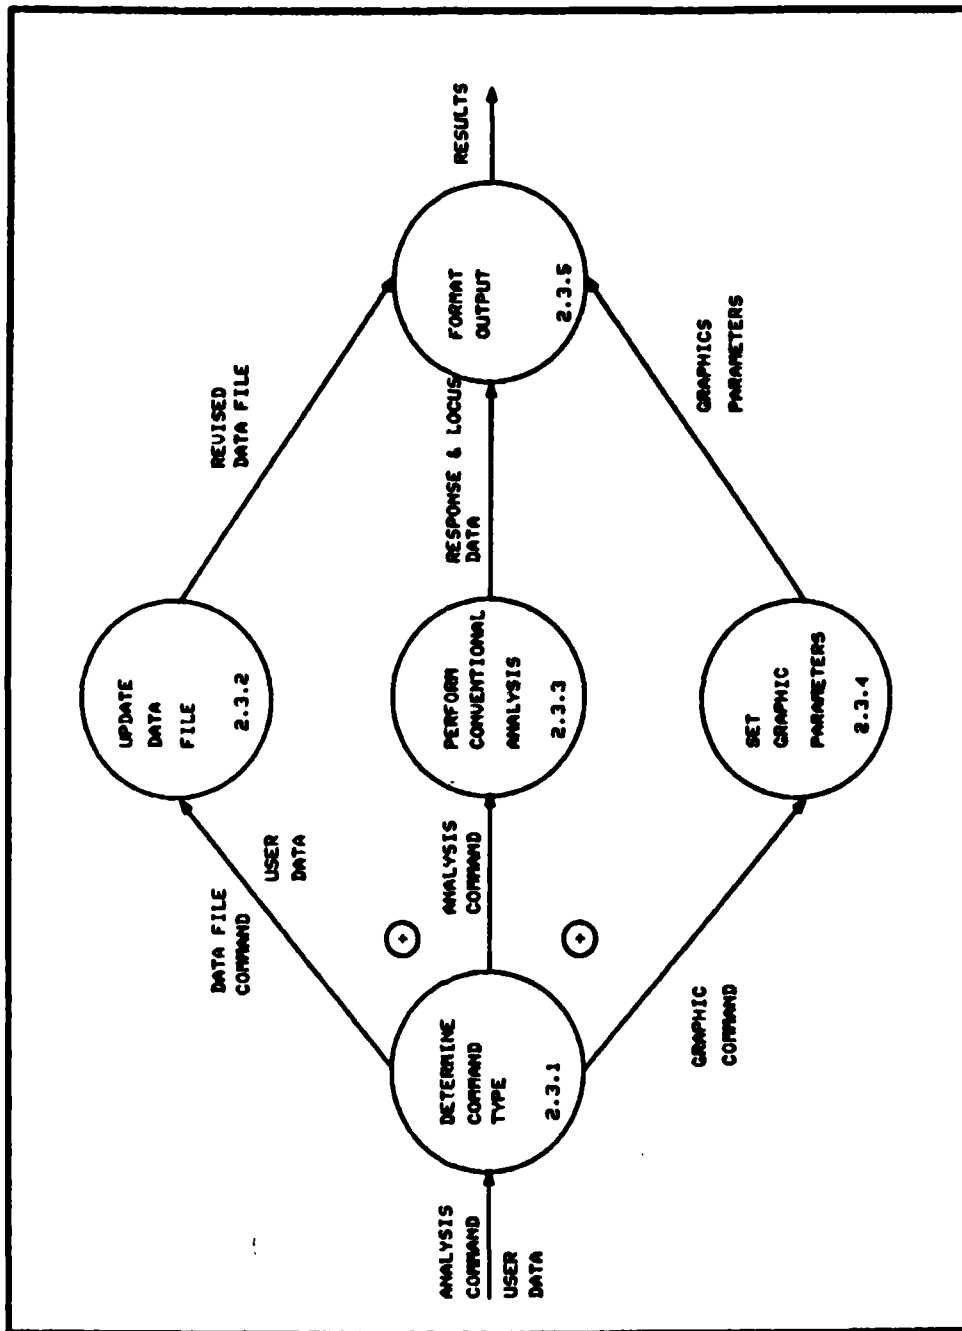 ANALYSIS
COMMAND
USER
DATA
DETERMINE
COMMAND
TYPE
2.3.1
DATA FILE
COMMAND
USER
DATA
ANALYSIS
COMMAND
GRAPHIC
COMMAND
+
+
UPDATE
DATA
FILE
2.3.2
PERFORM
CONVENTIONAL
ANALYSIS
2.3.3
SET
GRAPHIC
PARAMETERS
2.3.4
REVISED
DATA FILE
RESPONSE & LOCUS
DATA
GRAPHICS
PARAMETERS
FORMAT
OUTPUT
2.3.5
RESULTS